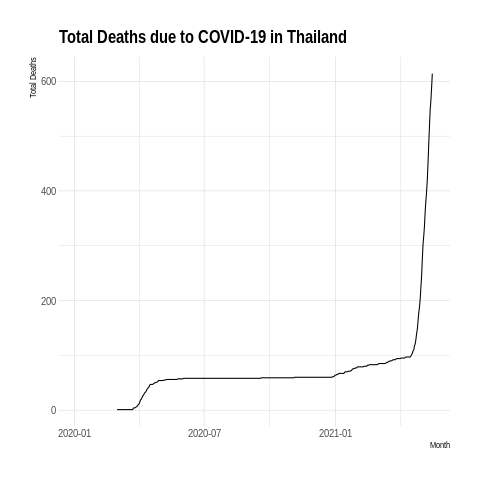 Total Deaths due to COVID-19 in Thailand
Total Deaths
600
400
200
0
2020-01
2020-07
2021-01
Month